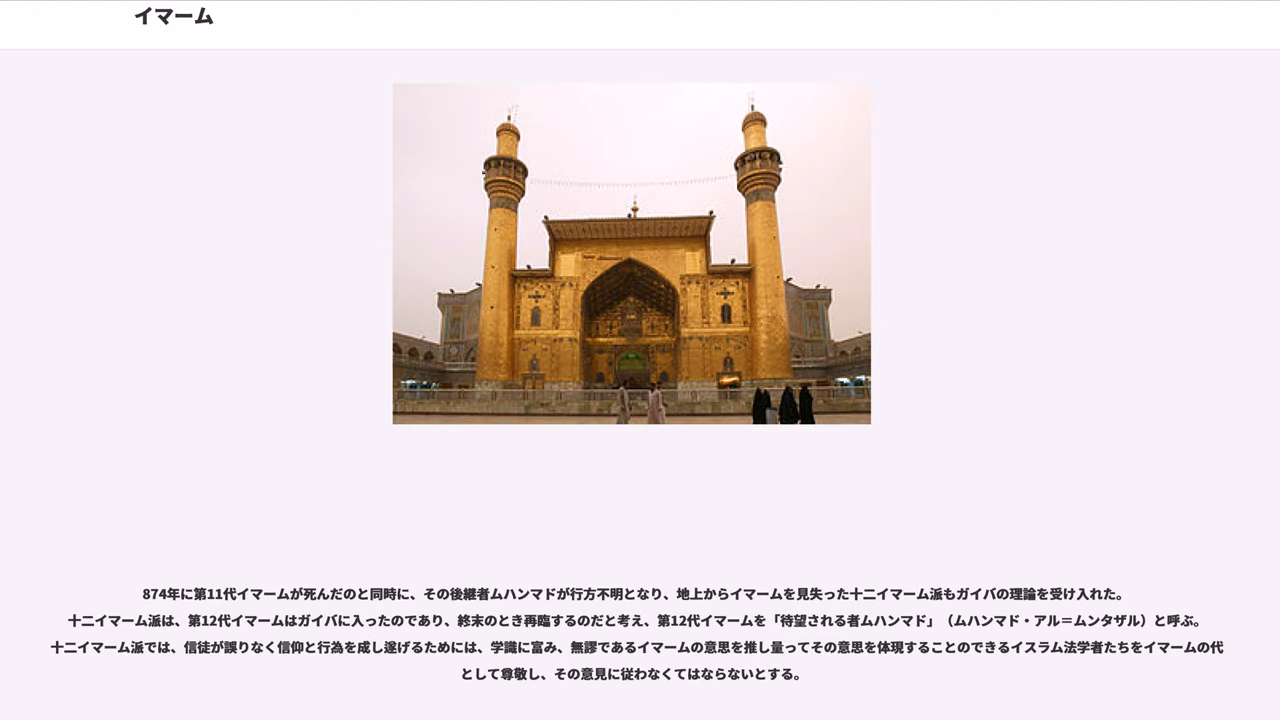 イマーム
874年に第11代イマームが死んだのと同時に、その後継者ムハンマドが行方不明となり、地上からイマームを見失った十二イマーム派もガイバの理論を受け入れた。
十二イマーム派は、第12代イマームはガイバに入ったのであり、終末のとき再臨するのだと考え、第12代イマームを「待望される者ムハンマド」（ムハンマド・アル＝ムンタザル）と呼ぶ。
十二イマーム派では、信徒が誤りなく信仰と行為を成し遂げるためには、学識に富み、無謬であるイマームの意思を推し量ってその意思を体現することのできるイスラム法学者たちをイマームの代
として尊敬し、その意見に従わなくてはならないとする。